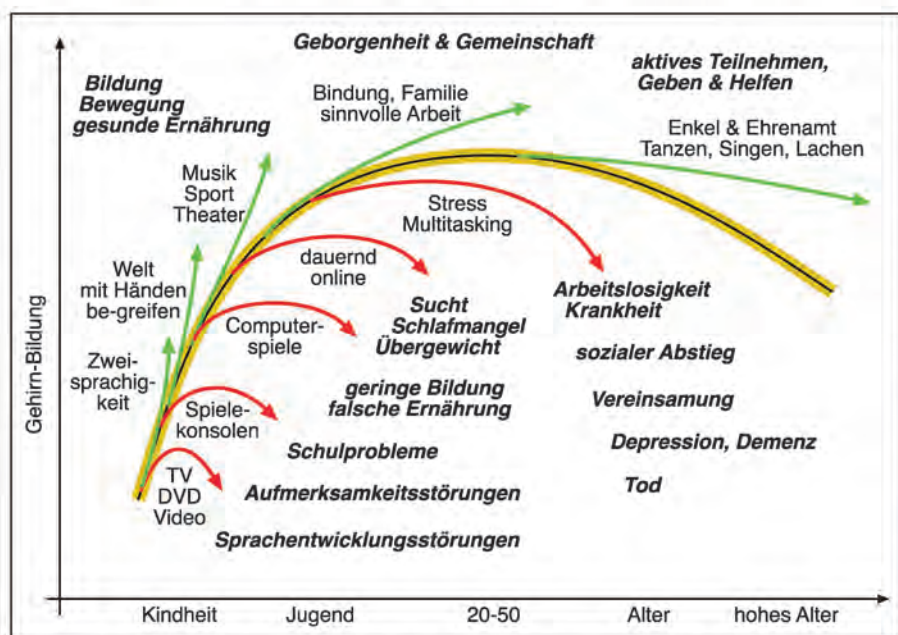 Geborgenheit & Gemeinschaft
aktives Teilnehmen,
Geben & Helfen
Bildung
Bewegung
gesunde Ernährung
Bindung, Familie
sinnvolle Arbeit
Enkel & Ehrenamt
Tanzen, Singen, Lachen
Musik
Sport
Theater
Stress
Multitasking
Welt
mit Händen
be-greifen
dauernd
online
Arbeitslosigkeit
Krankheit
Sucht
Schlafmangel
Übergewicht
Computer-
spiele
Zwei-
sprachig-
keit
sozialer Abstieg
geringe Bildung
falsche Ernährung
Vereinsamung
Spiele-
konsolen
Schulprobleme
Depression, Demenz
TV
DVD
Video
Aufmerksamkeitsstörungen
Tod
Sprachentwicklungsstörungen
Gehirn-Bildung
Kindheit
Jugend
20-50
Alter
hohes Alter